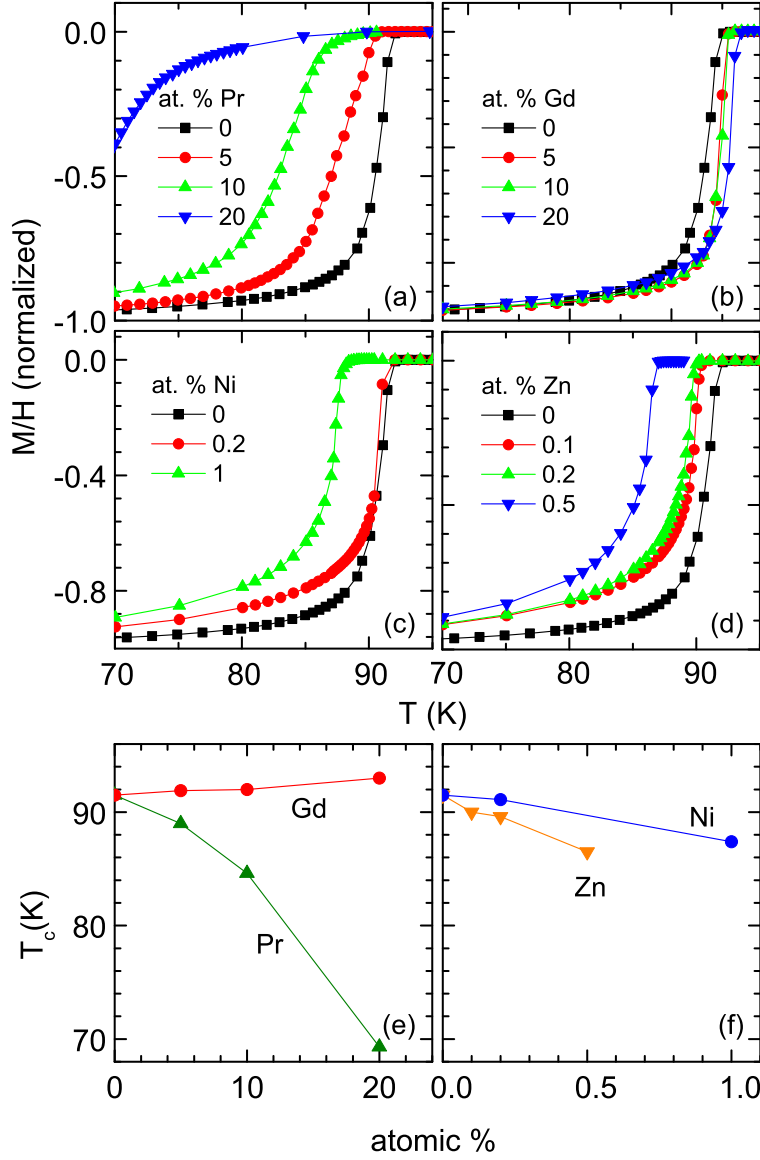 0.0
-0.5
-1.0
at. % Pr
0
5
10
20
(a)
at. % Gd
0
5
10
20
(b)
M/H (normalized)
0.0
-0.4
-0.8
at. % Ni
0
0.2
1
(c)
at. % Zn
0
0.1
0.2
0.5
(d)
70 80 90
70 80 90
T (K)
T_c(K)
90
80
70
Gd
Pr
(e)
Ni
Zn
(f)
0 10 20
0.0 0.5 1.0
atomic %